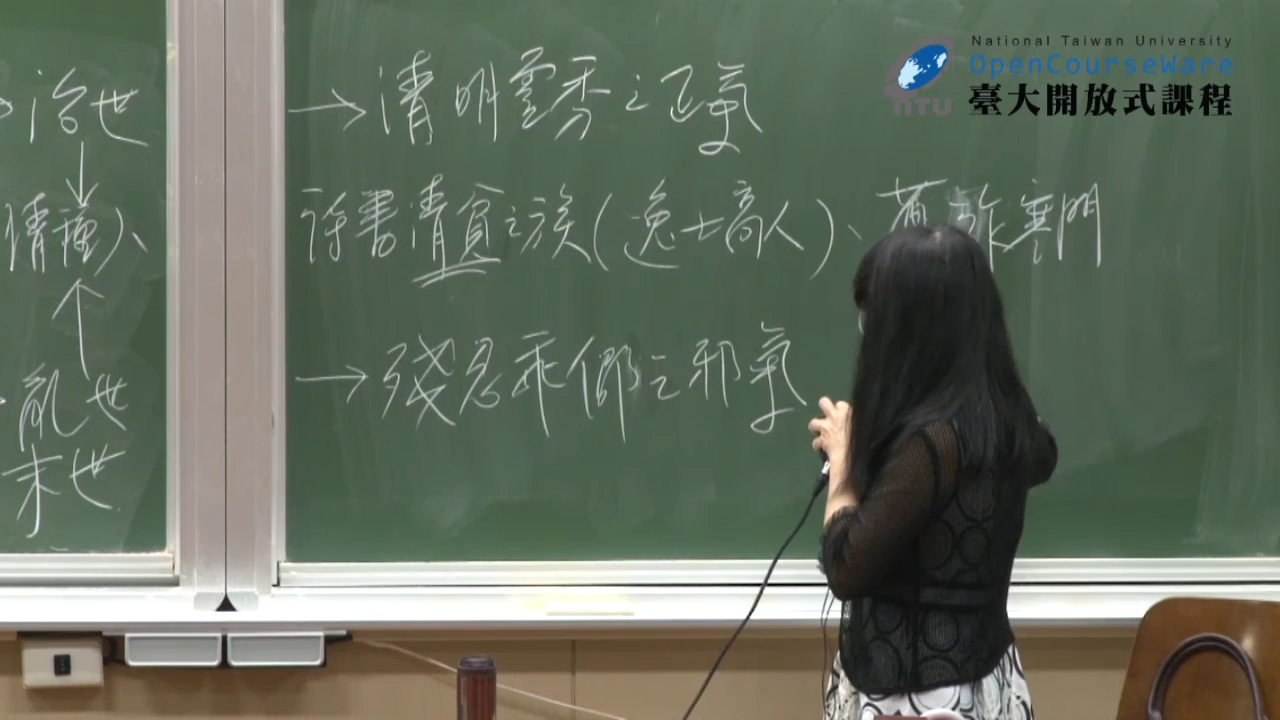 National Taiwan University
OpenCourseWare
臺大開放式課程
NTU
治世
情種)、
亂世
末世
→清明靈秀之正氣
詩書清貧之族(逸士高人)、薄祚寒門
→殘忍乖僻之邪氣